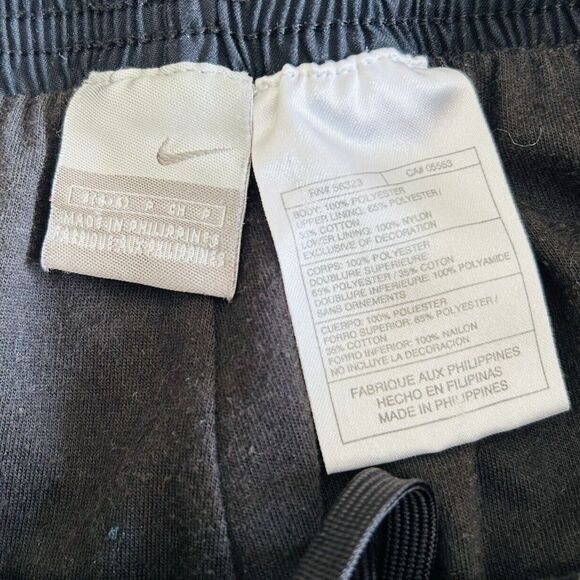 P CH P
MADE IN PHILIPPINES
FABRIQUE AUX PHILIPPINES
RN# 56323 CA# 05553
BODY: 100% POLYESTER
UPPER LINING: 65% POLYESTER/
35% COTTON
LOWER LINING: 100% NYLON
EXCLUSIVE OF DECORATION
CORPS: 100% POLYESTER
DOUBLURE SUPERIEURE:
65% POLYESTER / 35% COTON
DOUBLURE INFERIEURE: 100% POLYAMIDE
SANS ORNEMENTS
CUERPO: 100% POLIESTER
FORRO SUPERIOR: 65% POLYESTER /
35% COTTON
FORRO INFERIOR: 100% NAILON
NO INCLUYE LA DECORACION
FABRIQUE AUX PHILIPPINES
HECHO EN FILIPINAS
MADE IN PHILIPPINES